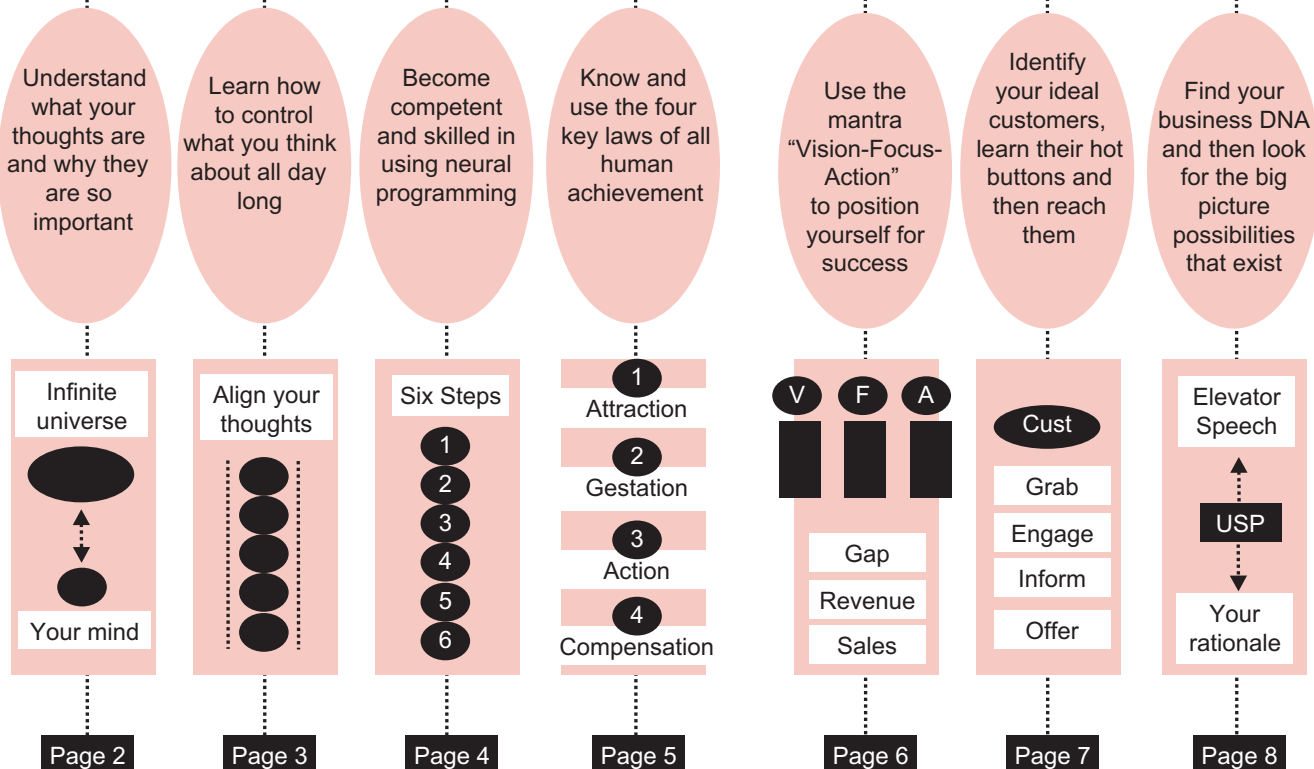 Understand
what your
thoughts are
and why they
are so
important
Infinite
universe
Your mind
Page 2
Learn how
to control
what you think
about all day
long
Align your
thoughts
Page 3
Become
competent
and skilled in
using neural
programming
Six Steps
1
2
3
4
5
6
Page 4
Know and
use the four
key laws of all
human
achievement
1
Attraction
2
Gestation
3
Action
4
Compensation
Page 5
Use the
mantra
“Vision-Focus-
Action”
to position
yourself for
success
V F A
Gap
Revenue
Sales
Page 6
Identify
your ideal
customers,
learn their hot
buttons and
then reach
them
Cust
Grab
Engage
Inform
Offer
Page 7
Find your
business DNA
and then look
for the big
picture
possibilities
that exist
Elevator
Speech
USP
Your
rationale
Page 8